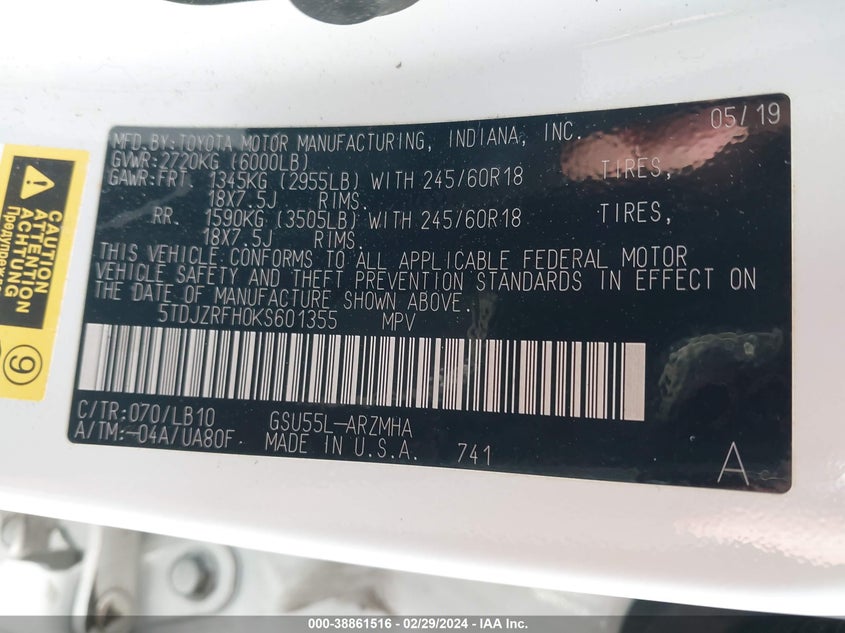 MFD.BY:TOYOTA MOTOR MANUFACTURING, INDIANA, INC. 05/19
GVWR:2720KG (6000LB)
GAWR:FRT 1345KG (2955LB) WITH 245/60R18 TIRES,
18X7.5J RIMS.
RR. 1590KG (3505LB) WITH 245/60R18 TIRES,
18X7.5J RIMS.
THIS VEHICLE CONFORMS TO ALL APPLICABLE FEDERAL MOTOR
VEHICLE SAFETY AND THEFT PREVENTION STANDARDS IN EFFECT ON
THE DATE OF MANUFACTURE SHOWN ABOVE.
5TDJZRFH0KS601355 MPV
C/TR:070/LB10 GSU55L-ARZMHA
A/TM:-04A/UA80F MADE IN U.S.A. 741 A
CAUTION
ATTENTION
ACHTUNG
9
000-38861516 - 02/29/2024 - IAA Inc.